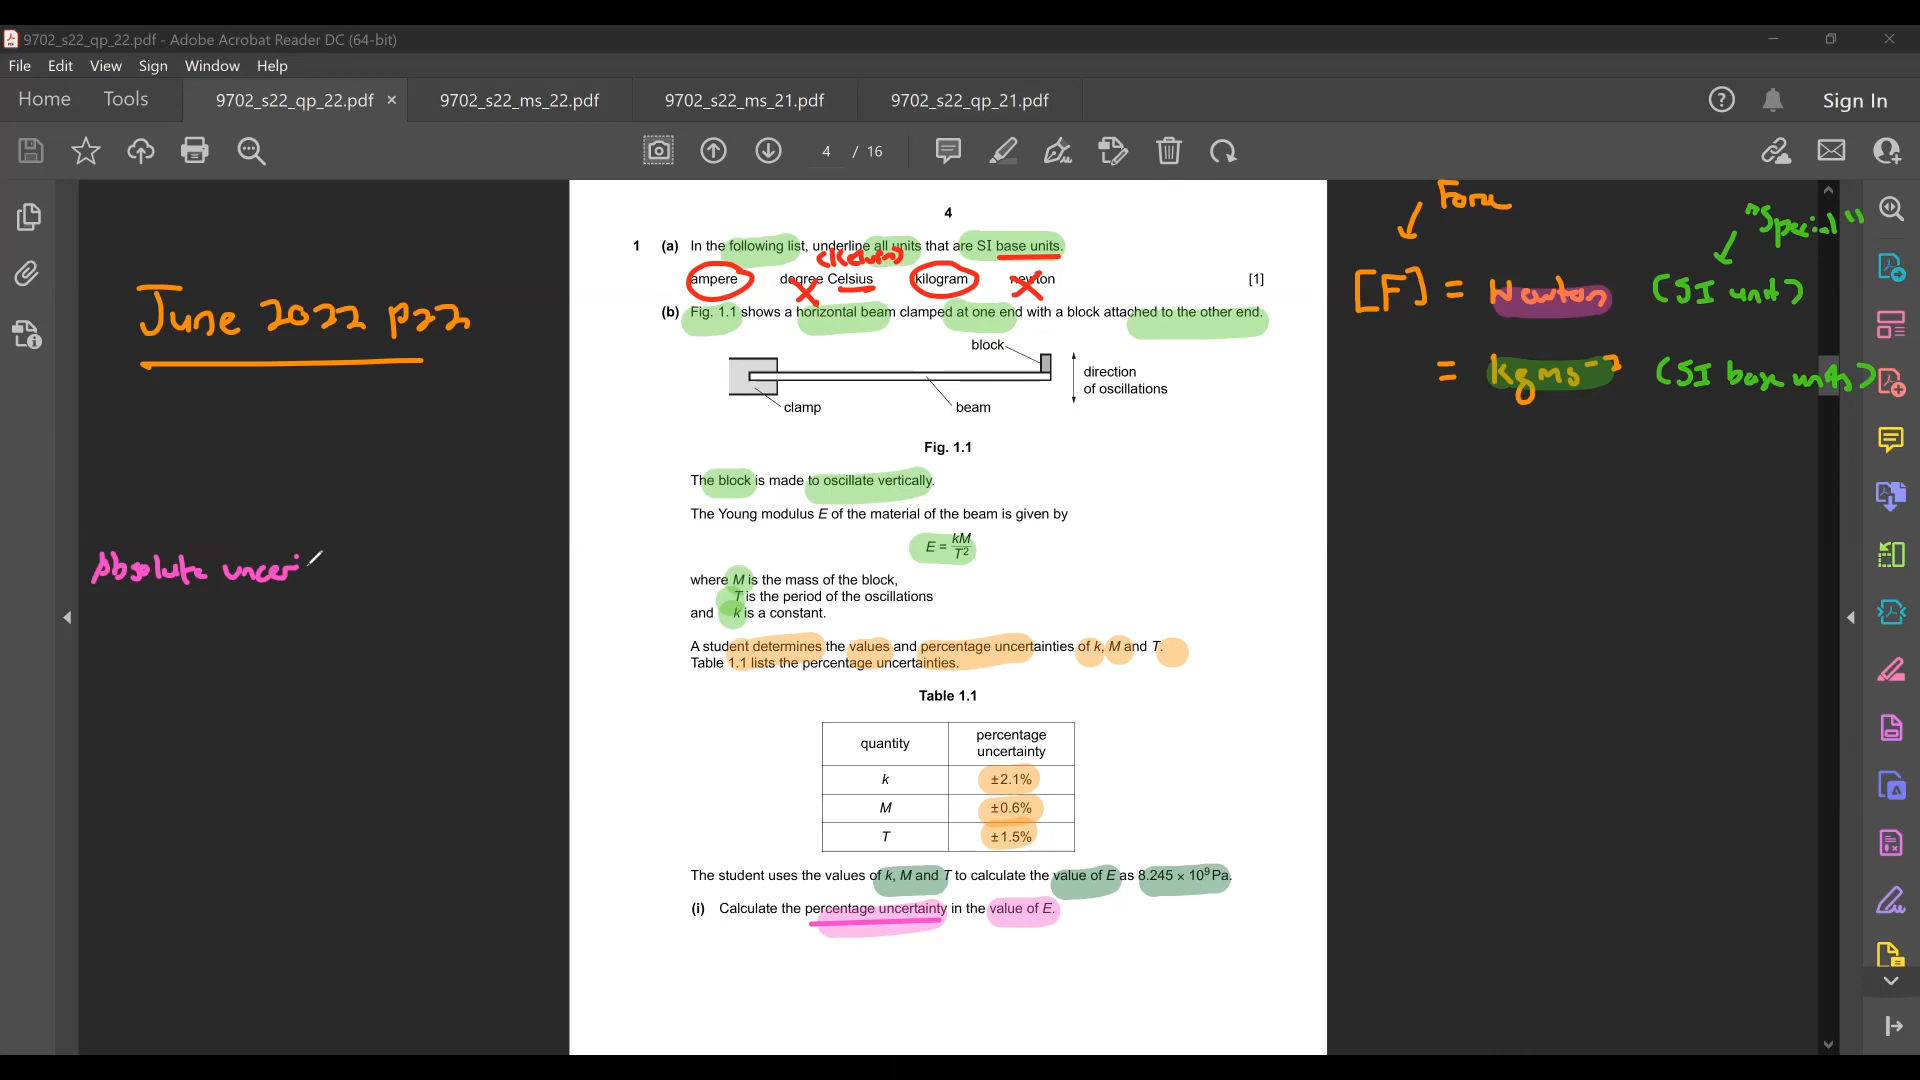 9702_s22_qp_22.pdf - Adobe Acrobat Reader DC (64-bit)
File Edit View Sign Window Help
Home Tools 9702_s22_qp_22.pdf × 9702_s22_ms_22.pdf 9702_s22_ms_21.pdf 9702_s22_qp_21.pdf Sign In
4 / 16
4
1 (a) In the following list, underline all units that are SI base units.
(Kelvin)
ampere degree Celsius kilogram newton [1]
(b) Fig. 1.1 shows a horizontal beam clamped at one end with a block attached to the other end.
block
direction
of oscillations
clamp beam
Fig. 1.1
The block is made to oscillate vertically.
The Young modulus E of the material of the beam is given by
E = kM
T²
where M is the mass of the block,
T is the period of the oscillations
and k is a constant.
A student determines the values and percentage uncertainties of k, M and T.
Table 1.1 lists the percentage uncertainties.
Table 1.1
quantity percentage uncertainty
k ±2.1%
M ±0.6%
T ±1.5%
The student uses the values of k, M and T to calculate the value of E as 8.245 × 10⁹ Pa.
(i) Calculate the percentage uncertainty in the value of E.
June 2022 P22
Absolute uncer
Force
"Special"
[F] = Newton (SI unit)
= kgms⁻² (SI base units)